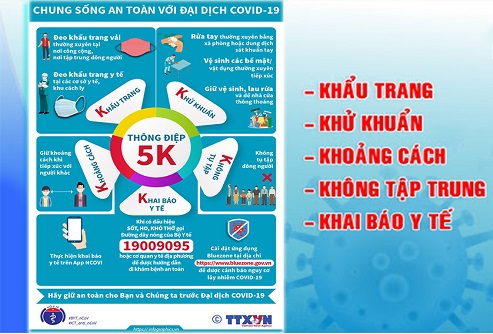 CHUNG SỐNG AN TOÀN VỚI ĐẠI DỊCH COVID-19
Đeo khẩu trang vải
thường xuyên tại
nơi công cộng,
nơi tập trung đông người
Đeo khẩu trang y tế
tại các cơ sở y tế,
khu cách ly
Rửa tay thường xuyên bằng
xà phòng hoặc dung dịch
sát khuẩn tay
Vệ sinh các bề mặt/
vật dụng thường xuyên
tiếp xúc
Giữ vệ sinh, lau rửa
và để nhà cửa
thông thoáng
KHẨU TRANG
KHỬ KHUẨN
THÔNG ĐIỆP
5K
KHOẢNG CÁCH
KHÔNG
TỤ TẬP
KHAI BÁO
Y TẾ
Giữ khoảng
cách khi
tiếp xúc với
người khác
Không
tụ tập
đông người
Thực hiện khai báo
y tế trên App NCOVI
Khi có dấu hiệu
SỐT, HO, KHÓ THỞ gọi
Đường dây nóng của Bộ Y tế
19009095
hoặc cơ quan y tế địa phương
để được hướng dẫn
đi khám bệnh an toàn
Cài đặt ứng dụng
Bluezone tại địa chỉ
https://www.bluezone.gov.vn
để được cảnh báo nguy cơ
lây nhiễm COVID-19
Hãy giữ an toàn cho Bạn và Chúng ta trước Đại dịch COVID-19
© TTXVN
https://infographics.vn
- KHẨU TRANG
- KHỬ KHUẨN
- KHOẢNG CÁCH
- KHÔNG TẬP TRUNG
- KHAI BÁO Y TẾ